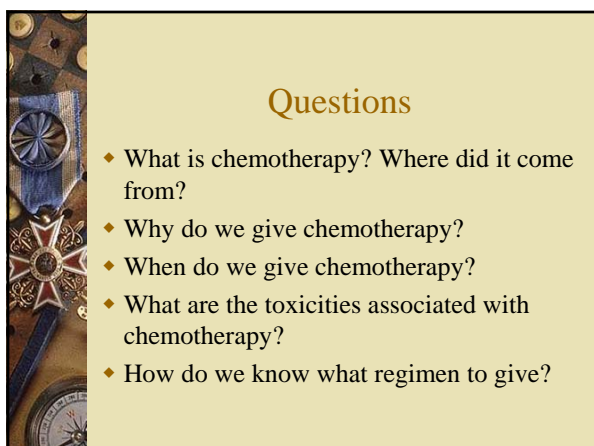 Questions
What is chemotherapy? Where did it come
from?
Why do we give chemotherapy?
When do we give chemotherapy?
What are the toxicities associated with
chemotherapy?
How do we know what regimen to give?